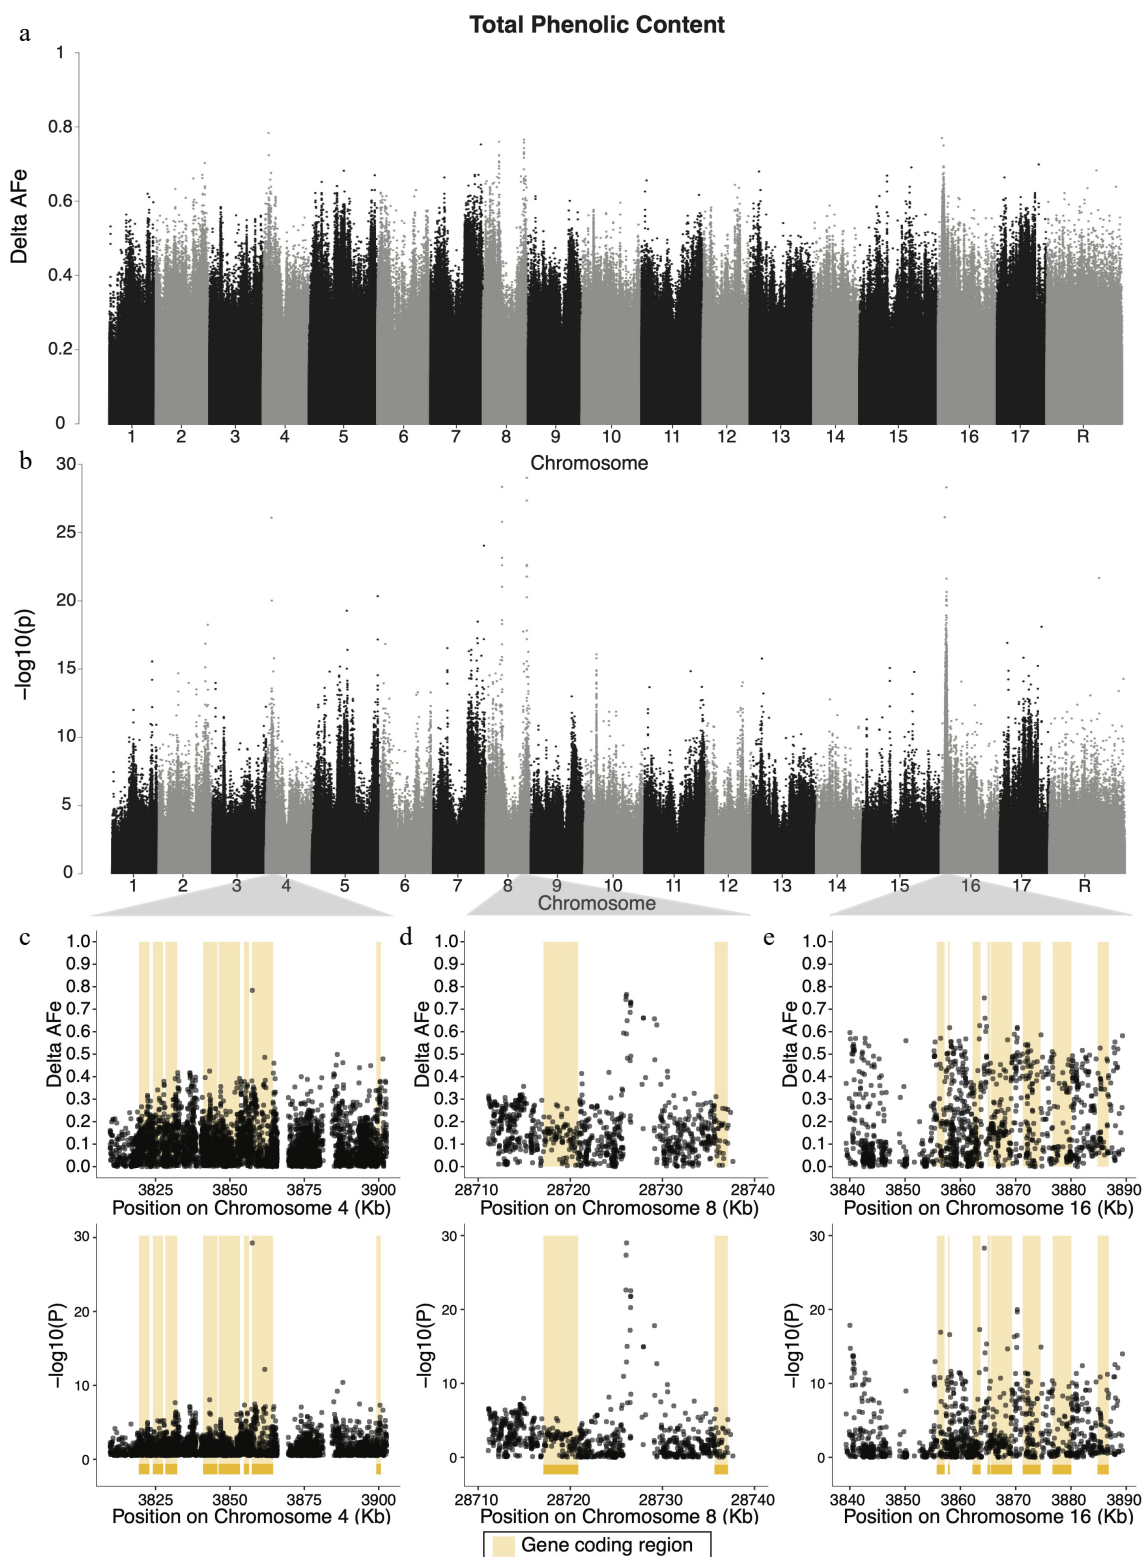 Total Phenolic Content
a
1
0.8
0.6
0.4
0.2
0
Delta AFe
1 2 3 4 5 6 7 8 9 10 11 12 13 14 15 16 17 R
Chromosome
b
30
25
20
15
10
5
0
−log10(p)
1 2 3 4 5 6 7 8 9 10 11 12 13 14 15 16 17 R
Chromosome
c
1.0
0.9
0.8
0.7
0.6
0.5
0.4
0.3
0.2
0.1
0.0
Delta AFe
3825 3850 3875 3900
Position on Chromosome 4 (Kb)
d
1.0
0.9
0.8
0.7
0.6
0.5
0.4
0.3
0.2
0.1
0.0
Delta AFe
28710 28720 28730 28740
Position on Chromosome 8 (Kb)
e
1.0
0.9
0.8
0.7
0.6
0.5
0.4
0.3
0.2
0.1
0.0
Delta AFe
3840 3850 3860 3870 3880 3890
Position on Chromosome 16 (Kb)
30
20
10
0
−log10(P)
3825 3850 3875 3900
Position on Chromosome 4 (Kb)
30
20
10
0
−log10(P)
28710 28720 28730 28740
Position on Chromosome 8 (Kb)
30
20
10
0
−log10(P)
3840 3850 3860 3870 3880 3890
Position on Chromosome 16 (Kb)
Gene coding region